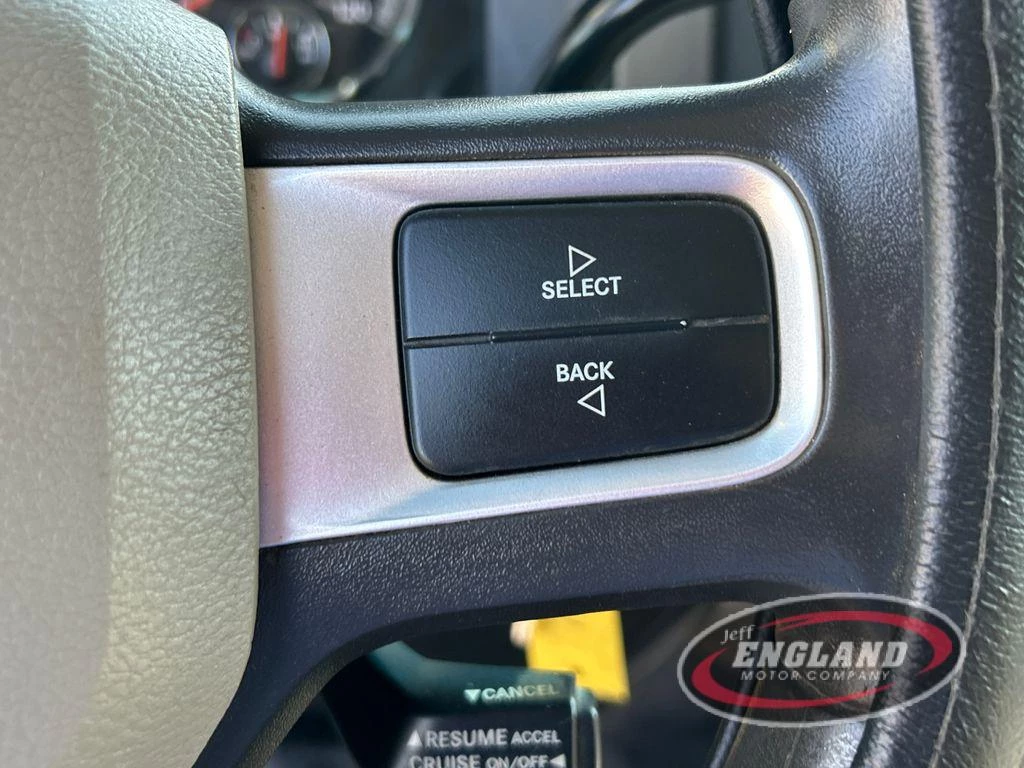 SELECT
BACK
▼CANCEL
▲RESUME ACCEL
CRUISE ON/OFF◀
Jeff
ENGLAND
MOTOR COMPANY